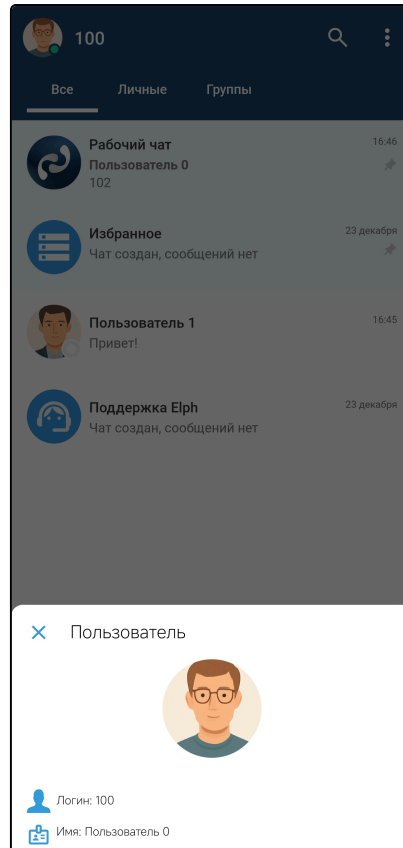 100
Все Личные Группы
Рабочий чат 16:46
Пользователь 0
102
Избранное 23 декабря
Чат создан, сообщений нет
Пользователь 1 16:45
Привет!
Поддержка Elph 23 декабря
Чат создан, сообщений нет
Пользователь
Логин: 100
Имя: Пользователь 0